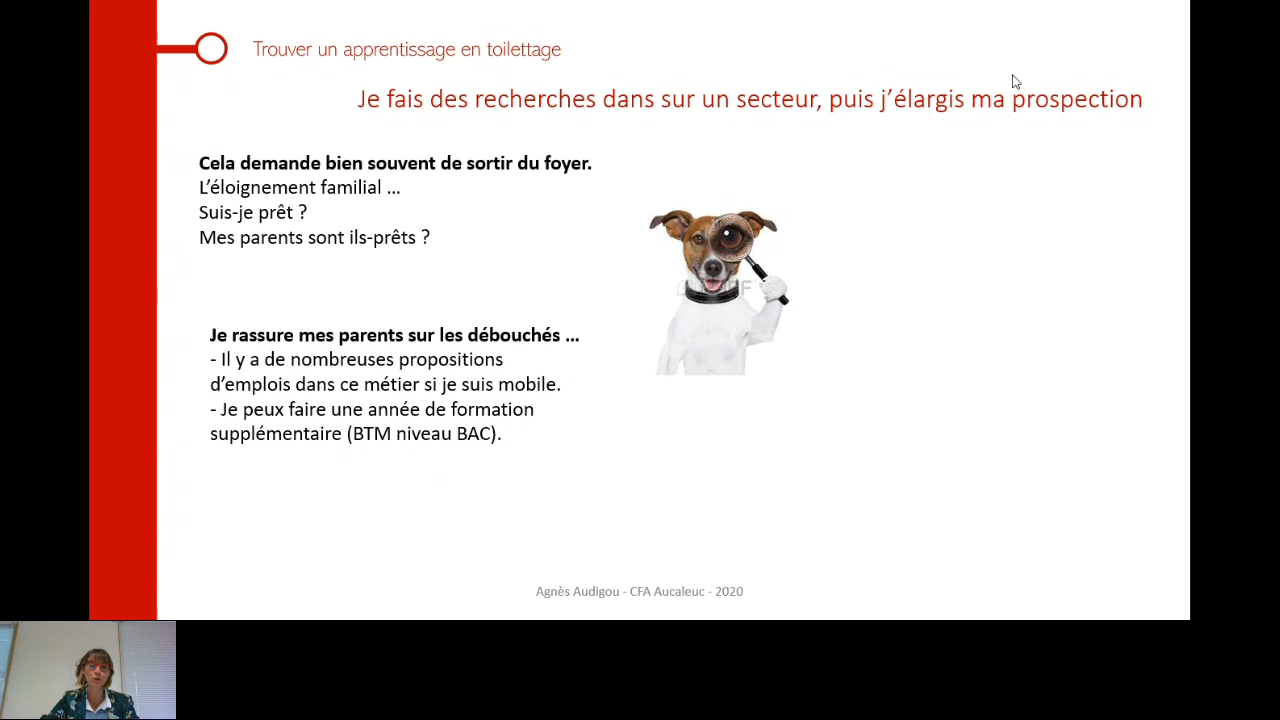 Trouver un apprentissage en toilettage
Je fais des recherches dans sur un secteur, puis j’élargis ma prospection
Cela demande bien souvent de sortir du foyer.
L’éloignement familial ...
Suis-je prêt ?
Mes parents sont ils-prêts ?
Je rassure mes parents sur les débouchés ...
- Il y a de nombreuses propositions
d’emplois dans ce métier si je suis mobile.
- Je peux faire une année de formation
supplémentaire (BTM niveau BAC).
Agnès Audigou - CFA Aucaleuc - 2020